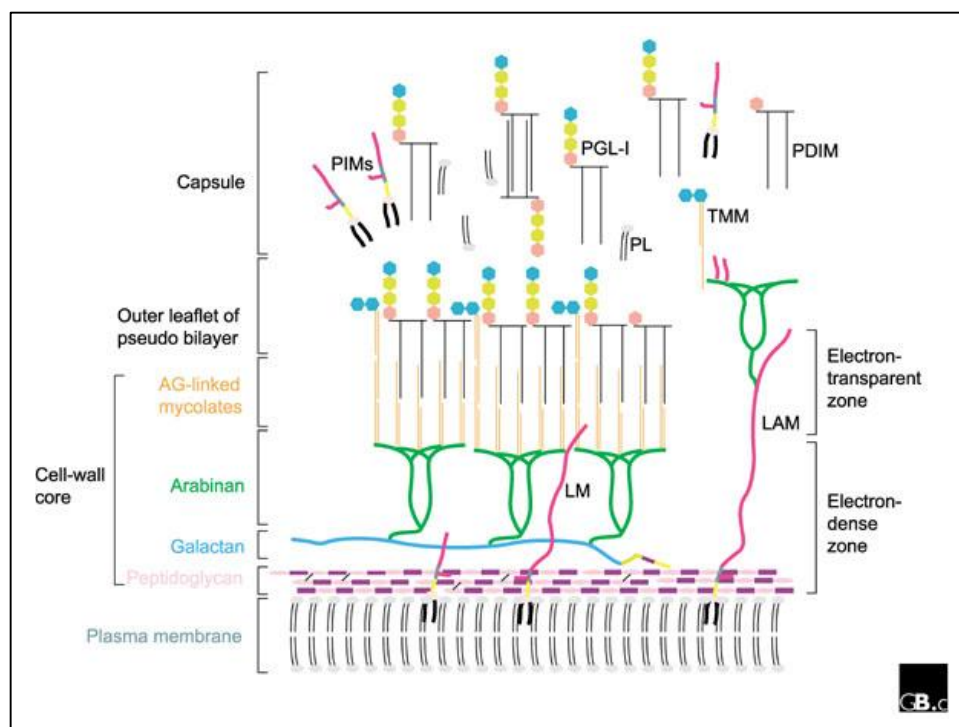 PGL-I
PDIM
PIMs
Capsule
TMM
PL
Outer leaflet of
pseudo bilayer
Electron-
transparent
zone
AG-linked
mycolates
LAM
Cell-wall
core
Arabinan
LM
Electron-
dense
zone
Galactan
Peptidoglycan
Plasma membrane
GB.c